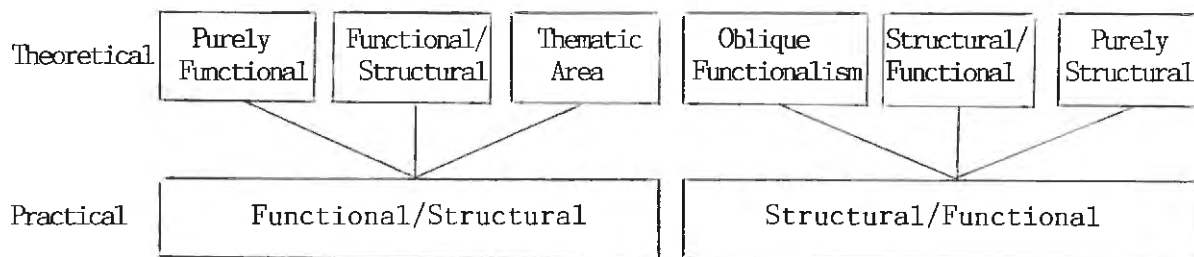 Theoretical
Purely
Functional
Functional/
Structural
Thematic
Area
Oblique
Functionalism
Structural/
Functional
Purely
Structural
Practical
Functional/Structural
Structural/Functional